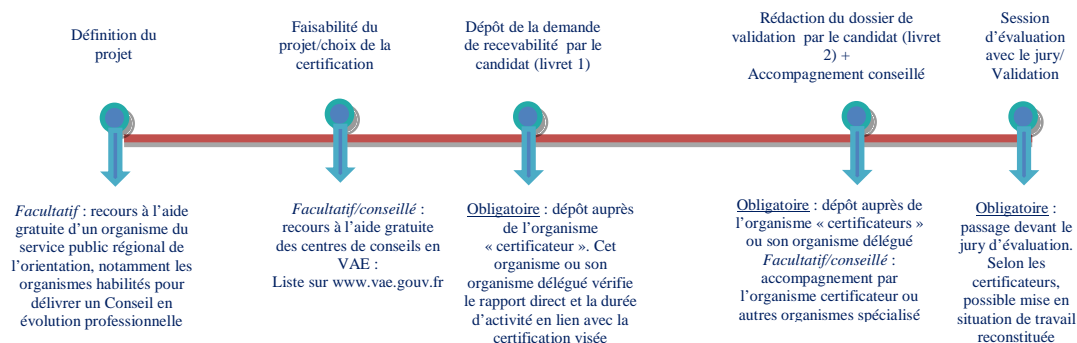 Définition du
projet
Faisabilité du
projet/choix de la
certification
Dépôt de la demande
de recevabilité par le
candidat (livret 1)
Rédaction du dossier de
validation par le candidat (livret
2) +
Accompagnement conseillé
Session
d’évaluation
avec le jury/
Validation
Facultatif : recours à l’aide
gratuite d’un organisme du
service public régional de
l’orientation, notamment les
organismes habilités pour
délivrer un Conseil en
évolution professionnelle
Facultatif/conseillé :
recours à l’aide gratuite
des centres de conseils en
VAE :
Liste sur www.vae.gouv.fr
Obligatoire : dépôt auprès
de l’organisme
« certificateur ». Cet
organisme ou son
organisme délégué vérifie
le rapport direct et la durée
d’activité en lien avec la
certification visée
Obligatoire : dépôt auprès de
l’organisme « certificateurs »
ou son organisme délégué
Facultatif/conseillé :
accompagnement par
l’organisme certificateur ou
autres organismes spécialisé
Obligatoire :
passage devant le
jury d’évaluation.
Selon les
certificateurs,
possible mise en
situation de travail
reconstituée